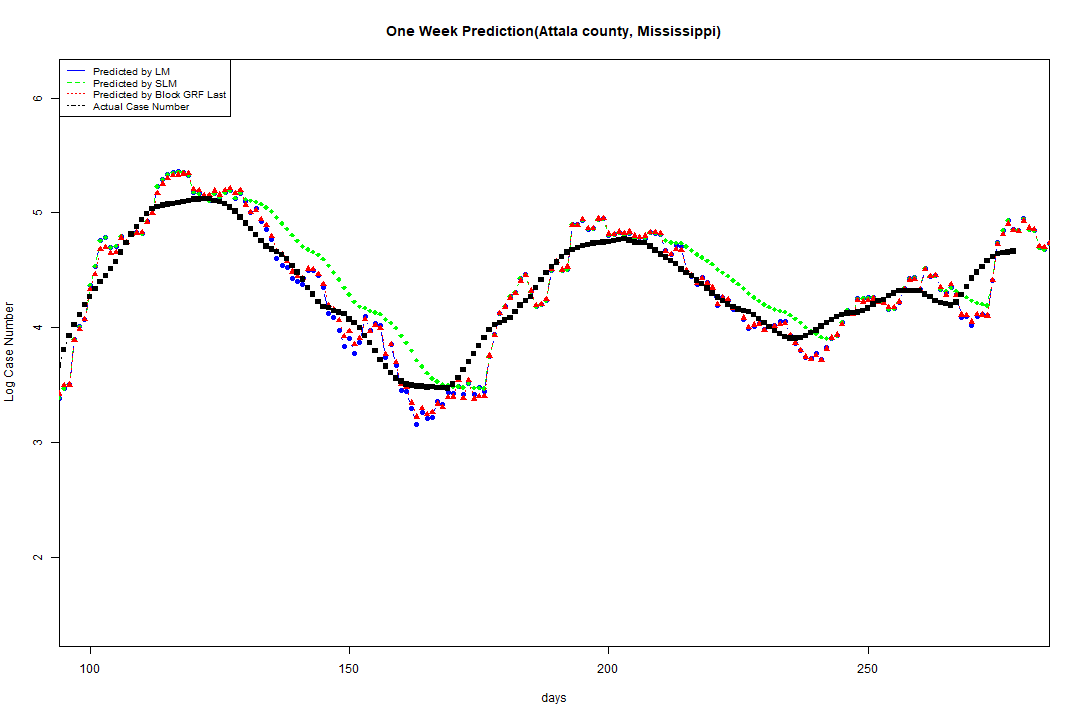 One Week Prediction(Attala county, Mississippi)
Predicted by LM
Predicted by SLM
Predicted by Block GRF Last
Actual Case Number
6
5
4
3
2
Log Case Number
100 150 200 250
days